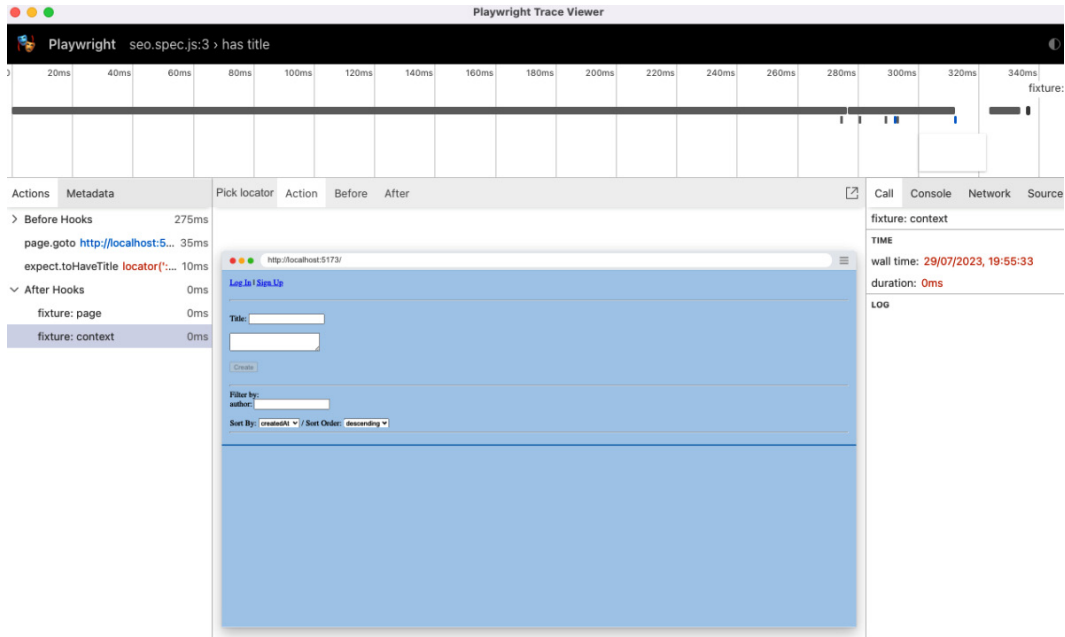 Playwright Trace Viewer
Playwright seo.spec.js:3 › has title
20ms 40ms 60ms 80ms 100ms 120ms 140ms 160ms 180ms 200ms 220ms 240ms 260ms 280ms 300ms 320ms 340ms
fixture:
Actions Metadata
Pick locator Action Before After
Call Console Network Source
Before Hooks 275ms
page.goto http://localhost:5... 35ms
expect.toHaveTitle locator(':... 10ms
After Hooks 0ms
fixture: page 0ms
fixture: context 0ms
http://localhost:5173/
Log In | Sign Up
Title:
Create
Filter by:
author:
Sort By: createdAt / Sort Order: descending
fixture: context
TIME
wall time: 29/07/2023, 19:55:33
duration: 0ms
LOG